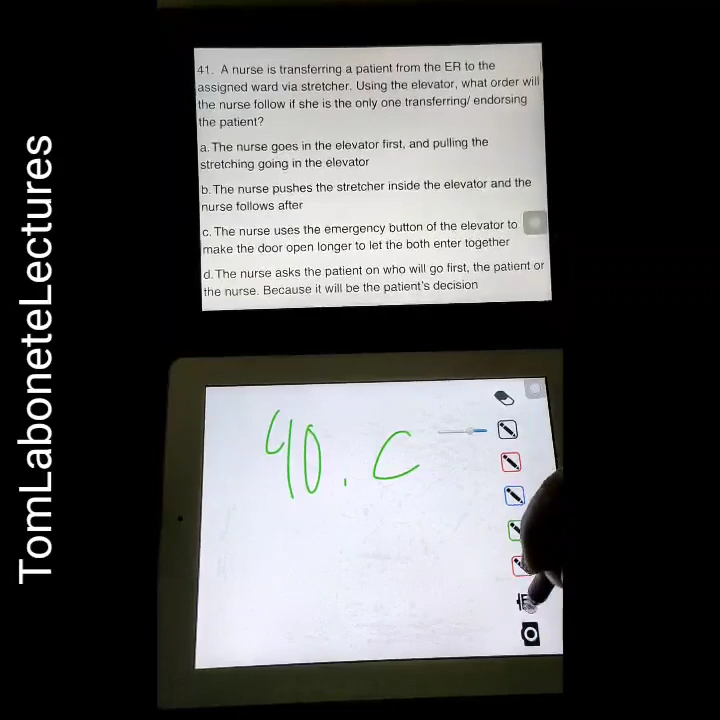 TomLaboneteLectures
41. A nurse is transferring a patient from the ER to the
assigned ward via stretcher. Using the elevator, what order will
the nurse follow if she is the only one transferring/ endorsing
the patient?
a. The nurse goes in the elevator first, and pulling the
stretching going in the elevator
b. The nurse pushes the stretcher inside the elevator and the
nurse follows after
c. The nurse uses the emergency button of the elevator to
make the door open longer to let the both enter together
d. The nurse asks the patient on who will go first, the patient or
the nurse. Because it will be the patient's decision
40. C